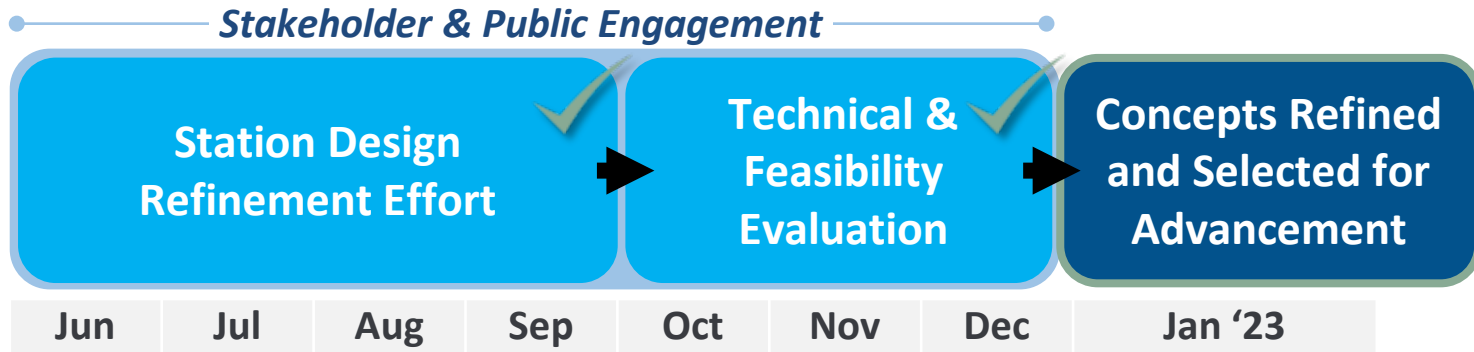 Stakeholder & Public Engagement
Station Design
Refinement Effort
Technical &
Feasibility
Evaluation
Concepts Refined
and Selected for
Advancement
Jun Jul Aug Sep Oct Nov Dec Jan ‘23